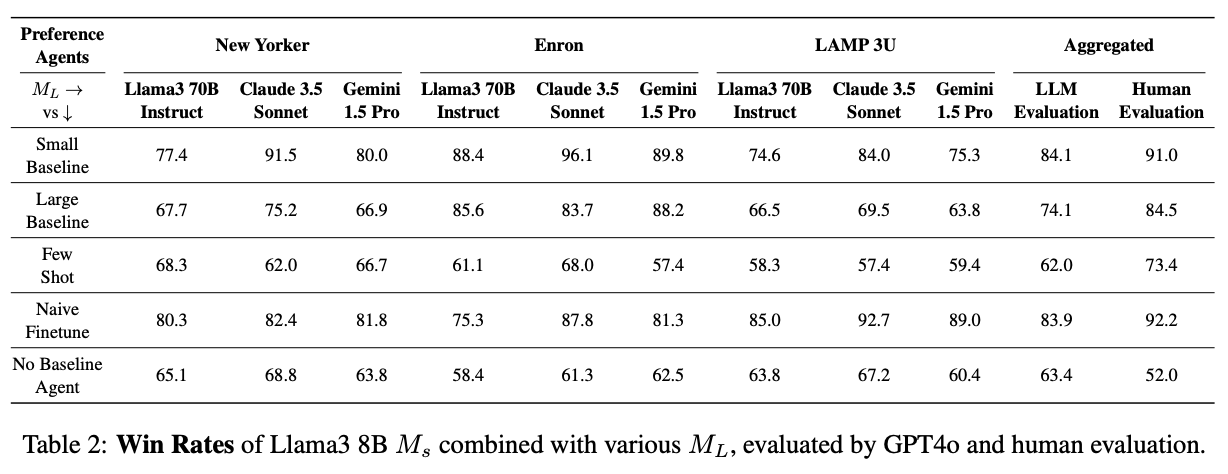 Preference Agents New Yorker Enron LAMP 3U Aggregated
M_L → vs ↓ Llama3 70B Instruct Claude 3.5 Sonnet Gemini 1.5 Pro Llama3 70B Instruct Claude 3.5 Sonnet Gemini 1.5 Pro Llama3 70B Instruct Claude 3.5 Sonnet Gemini 1.5 Pro LLM Evaluation Human Evaluation
Small Baseline 77.4 91.5 80.0 88.4 96.1 89.8 74.6 84.0 75.3 84.1 91.0
Large Baseline 67.7 75.2 66.9 85.6 83.7 88.2 66.5 69.5 63.8 74.1 84.5
Few Shot 68.3 62.0 66.7 61.1 68.0 57.4 58.3 57.4 59.4 62.0 73.4
Naive Finetune 80.3 82.4 81.8 75.3 87.8 81.3 85.0 92.7 89.0 83.9 92.2
No Baseline Agent 65.1 68.8 63.8 58.4 61.3 62.5 63.8 67.2 60.4 63.4 52.0
Table 2: Win Rates of Llama3 8B M_s combined with various M_L, evaluated by GPT4o and human evaluation.